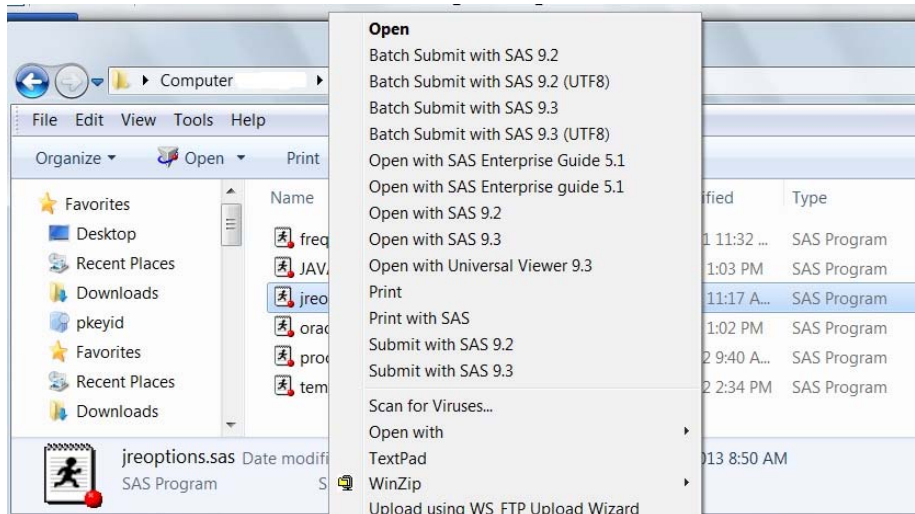 Computer
File Edit View Tools Help
Organize Open Print
Favorites
Desktop
Recent Places
Downloads
pkeyid
Favorites
Recent Places
Downloads
Name
freq
JAVA
jreo
orac
proc
tem
Open
Batch Submit with SAS 9.2
Batch Submit with SAS 9.2 (UTF8)
Batch Submit with SAS 9.3
Batch Submit with SAS 9.3 (UTF8)
Open with SAS Enterprise Guide 5.1
Open with SAS Enterprise guide 5.1
Open with SAS 9.2
Open with SAS 9.3
Open with Universal Viewer 9.3
Print
Print with SAS
Submit with SAS 9.2
Submit with SAS 9.3
Scan for Viruses...
Open with
TextPad
WinZip
Upload using WS_FTP Upload Wizard
ified Type
1 11:32 ... SAS Program
1:03 PM SAS Program
11:17 A... SAS Program
1:02 PM SAS Program
2 9:40 A... SAS Program
2 2:34 PM SAS Program
jreoptions.sas Date modifi
013 8:50 AM
SAS Program S